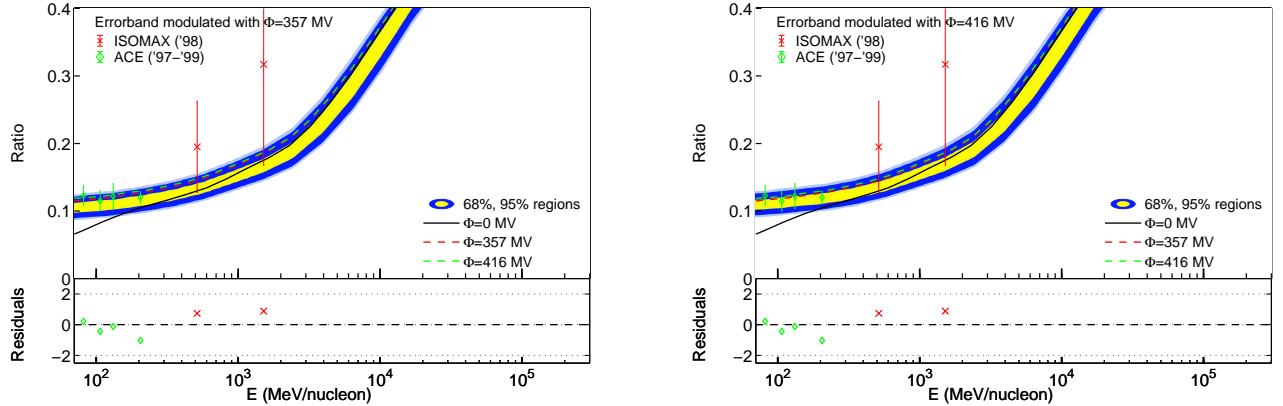 0.4
0.3
0.2
0.1
0
Ratio
Errorband modulated with Φ=357 MV
ISOMAX ('98)
ACE ('97−'99)
68%, 95% regions
Φ=0 MV
Φ=357 MV
Φ=416 MV
2
0
−2
Residuals
10² 10³ 10⁴ 10⁵
E (MeV/nucleon)
0.4
0.3
0.2
0.1
0
Ratio
Errorband modulated with Φ=416 MV
ISOMAX ('98)
ACE ('97−'99)
68%, 95% regions
Φ=0 MV
Φ=357 MV
Φ=416 MV
2
0
−2
Residuals
10² 10³ 10⁴ 10⁵
E (MeV/nucleon)